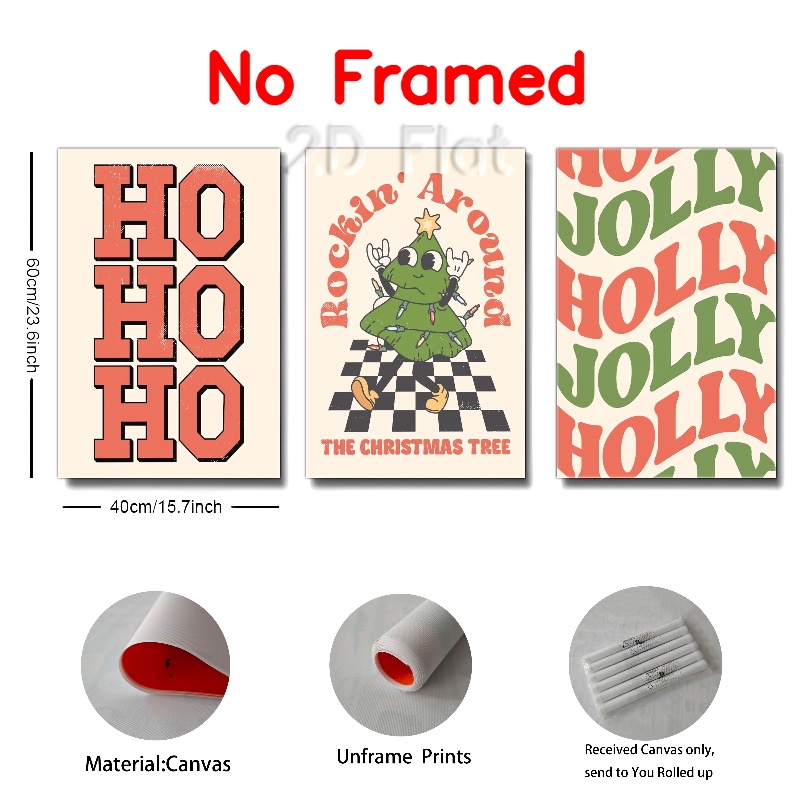 No Framed
2D Flat
60cm/23.6inch
40cm/15.7inch
HO
HO
HO
Rockin' Around
THE CHRISTMAS TREE
HOLLY
JOLLY
HOLLY
JOLLY
HOLLY
JOLLY
Material:Canvas
Unframe Prints
Received Canvas only,
send to You Rolled up